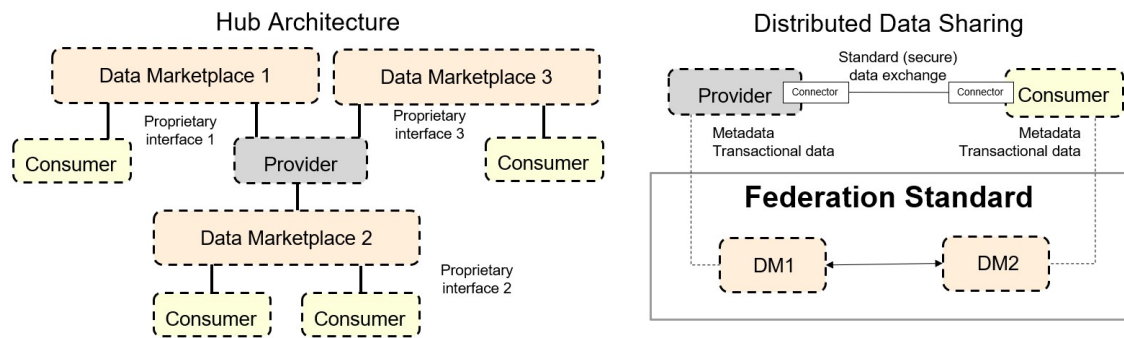 Hub Architecture
Data Marketplace 1
Data Marketplace 3
Proprietary
interface 1
Proprietary
interface 3
Consumer
Provider
Consumer
Data Marketplace 2
Proprietary
interface 2
Consumer
Consumer
Distributed Data Sharing
Standard (secure)
data exchange
Provider
Connector
Connector
Consumer
Metadata
Transactional data
Metadata
Transactional data
Federation Standard
DM1
DM2